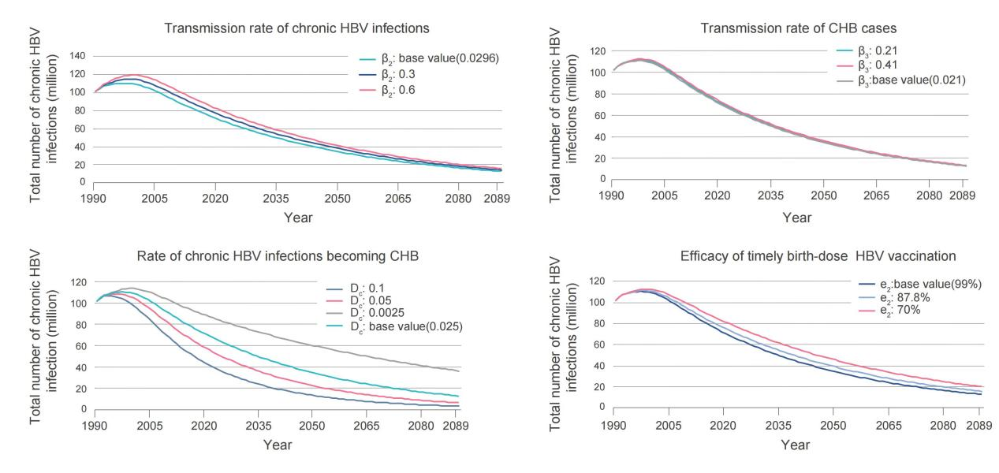 Transmission rate of chronic HBV infections
Total number of chronic HBV
infections (million)
140
120
100
80
60
40
20
0
β2: base value(0.0296)
β2: 0.3
β2: 0.6
1990 2005 2020 2035 2050 2065 2080 2089
Year
Transmission rate of CHB cases
Total number of chronic HBV
infections (million)
120
100
80
60
40
20
0
β3: 0.21
β3: 0.41
β3:base value(0.021)
1990 2005 2020 2035 2050 2065 2080 2089
Year
Rate of chronic HBV infections becoming CHB
Total number of chronic HBV
infection (million)
120
100
80
60
40
20
0
Dc: 0.1
Dc: 0.05
Dc: 0.0025
Dc: base value(0.025)
1990 2005 2020 2035 2050 2065 2080 2089
Year
Efficacy of timely birth-dose HBV vaccination
Total number of chronic HBV
infections (million)
120
100
80
60
40
20
0
e2:base value(99%)
e2: 87.8%
e2: 70%
1990 2005 2020 2035 2050 2065 2080 2089
Year